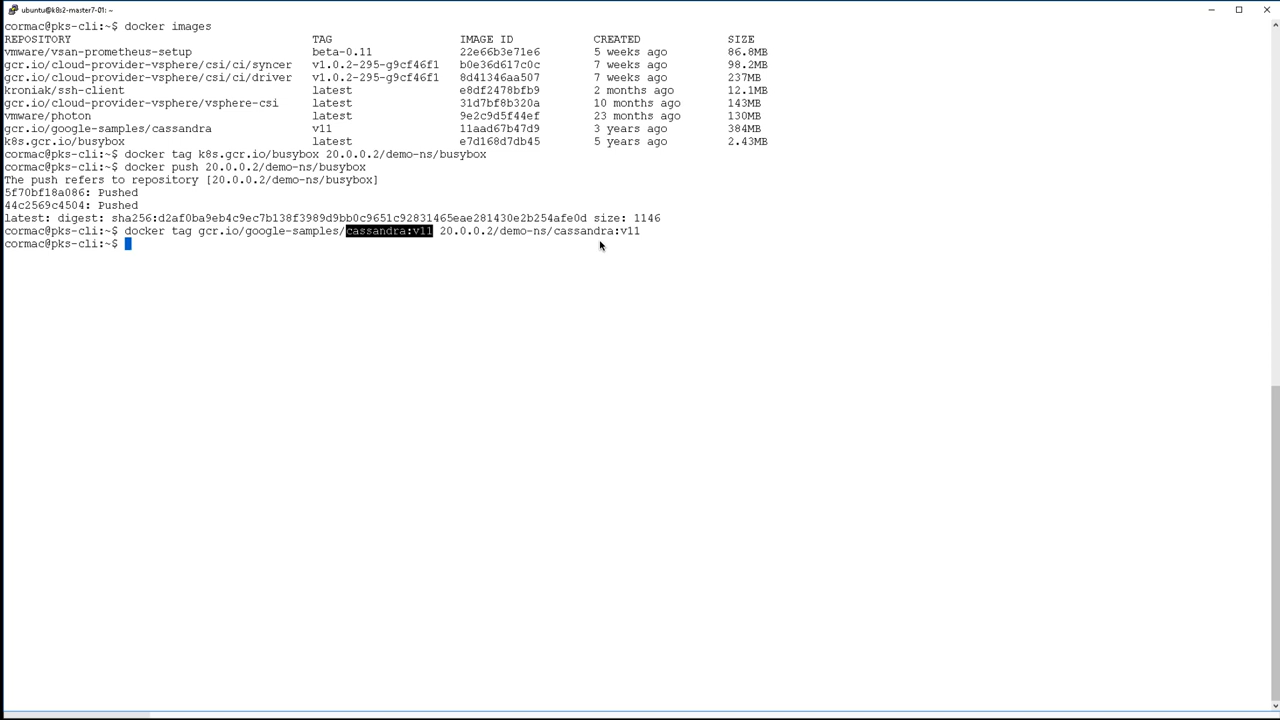 ubuntu@k8s2-master7-01: ~
cormac@pks-cli:~$ docker images
REPOSITORY TAG IMAGE ID CREATED SIZE
vmware/vsan-prometheus-setup beta-0.11 22e66b3e71e6 5 weeks ago 86.8MB
gcr.io/cloud-provider-vsphere/csi/ci/syncer v1.0.2-295-g9cf46f1 b0e36d617c0c 7 weeks ago 98.2MB
gcr.io/cloud-provider-vsphere/csi/ci/driver v1.0.2-295-g9cf46f1 8d41346aa507 7 weeks ago 237MB
kroniak/ssh-client latest e8df2478bfb9 2 months ago 12.1MB
gcr.io/cloud-provider-vsphere/vsphere-csi latest 31d7bf8b320a 10 months ago 143MB
vmware/photon latest 9e2c9d5f44ef 23 months ago 130MB
gcr.io/google-samples/cassandra v11 11aad67b47d9 3 years ago 384MB
k8s.gcr.io/busybox latest e7d168d7db45 5 years ago 2.43MB
cormac@pks-cli:~$ docker tag k8s.gcr.io/busybox 20.0.0.2/demo-ns/busybox
cormac@pks-cli:~$ docker push 20.0.0.2/demo-ns/busybox
The push refers to repository [20.0.0.2/demo-ns/busybox]
5f70bf18a086: Pushed
44c2569c4504: Pushed
latest: digest: sha256:d2af0ba9eb4c9ec7b138f3989d9bb0c9651c92831465eae281430e2b254afe0d size: 1146
cormac@pks-cli:~$ docker tag gcr.io/google-samples/cassandra:v11 20.0.0.2/demo-ns/cassandra:v11
cormac@pks-cli:~$